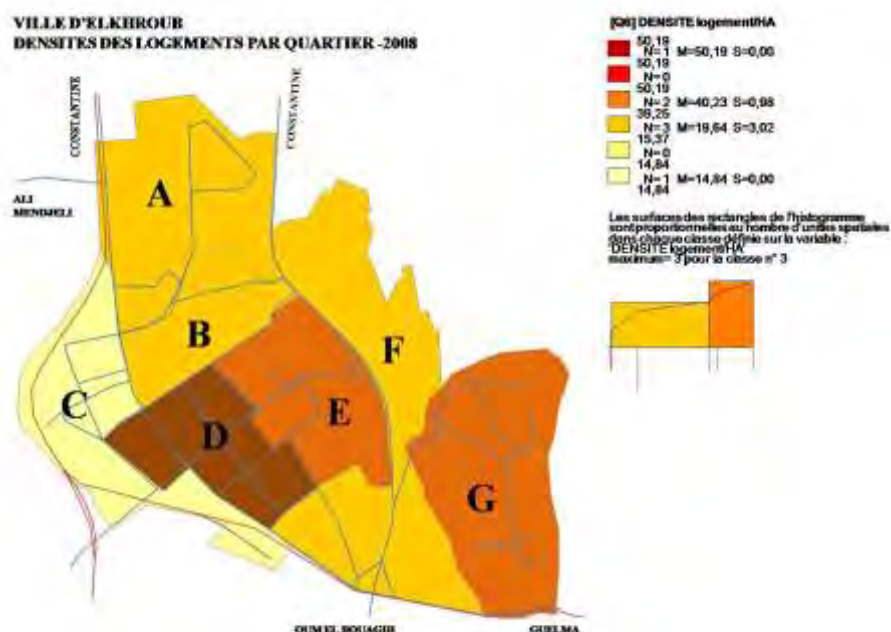 VILLE D'ELKHROUB
DENSITES DES LOGEMENTS PAR QUARTIER -2008
CONSTANTINE
CONSTANTINE
ALI
MENDJELI
A
B
C
D
E
F
G
OUM EL BOUAGHI
GUELMA
[Q6] DENSITE logement/HA
50,19
N= 1 M=50,19 S=0,00
50,19
N= 0
50,19
N= 2 M=40,23 S=0,98
39,25
N= 3 M=19,64 S=3,02
15,37
N= 0
14,84
N= 1 M=14,84 S=0,00
14,84
Les surfaces des rectangles de l'histogramme
sont proportionnelles au nombre d'unites spatiales
dans chaque classe définie sur la variable :
'DENSITE logement/HA'
maximum= 3 pour la classe n° 3